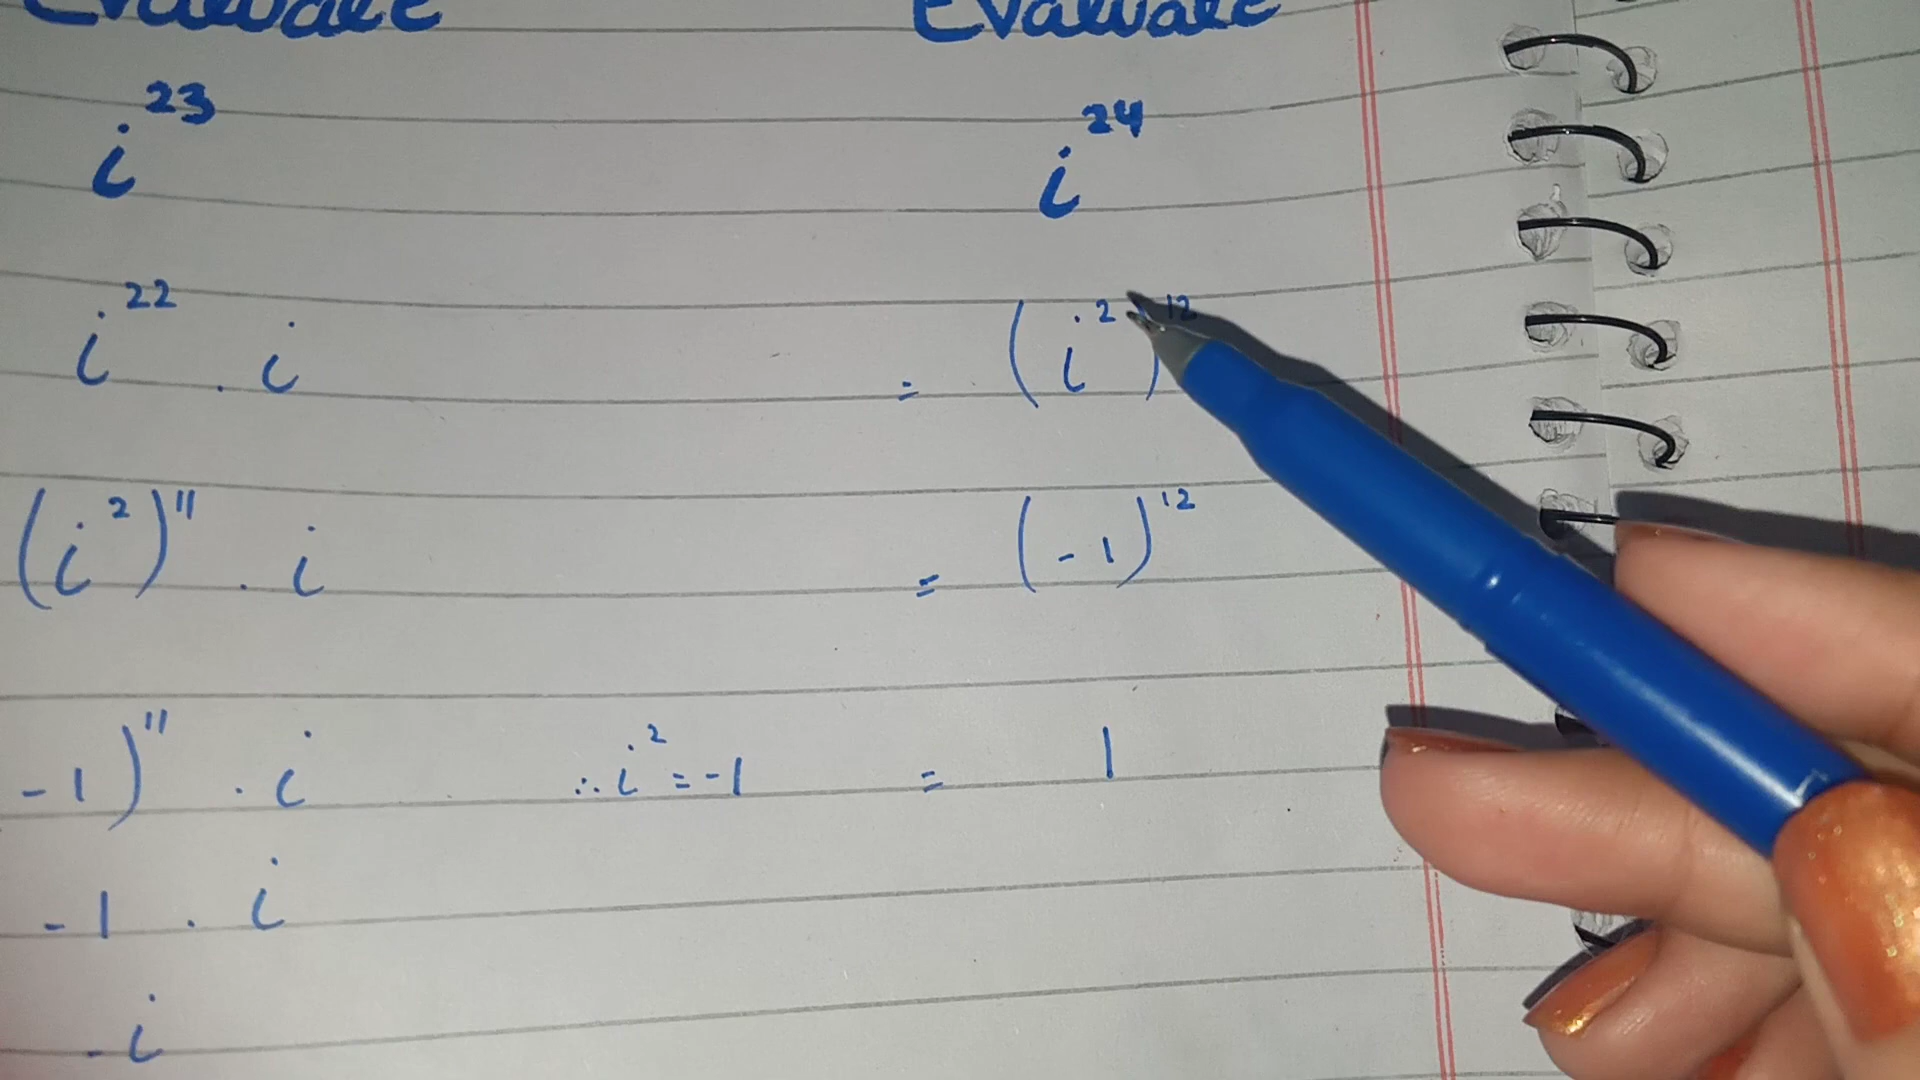 Evaluate
i^23
i^22 . i
(i^2)^11 . i
-1)^11 . i ∴ i^2 = -1
-1 . i
-i
Evaluate
i^24
= (i^2)^12
= (-1)^12
= 1